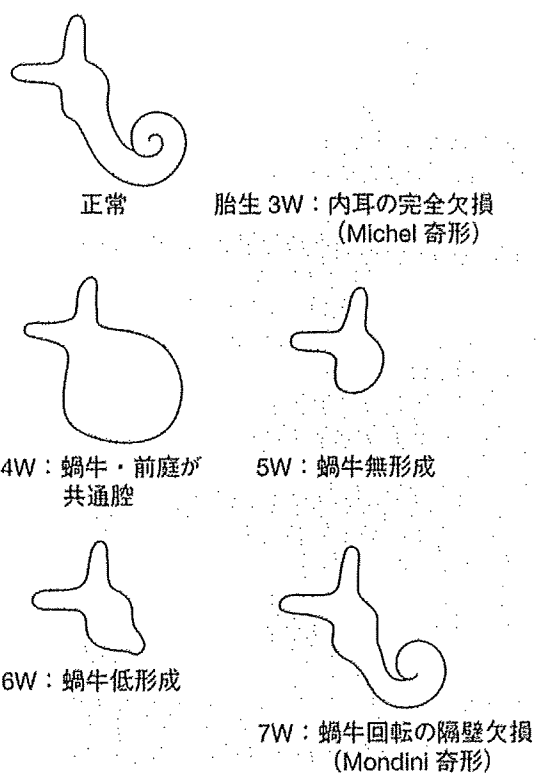 正常
胎生 3W：内耳の完全欠損
（Michel 奇形）
4W：蝸牛・前庭が
共通腔
5W：蝸牛無形成
6W：蝸牛低形成
7W：蝸牛回転の隔壁欠損
（Mondini 奇形）